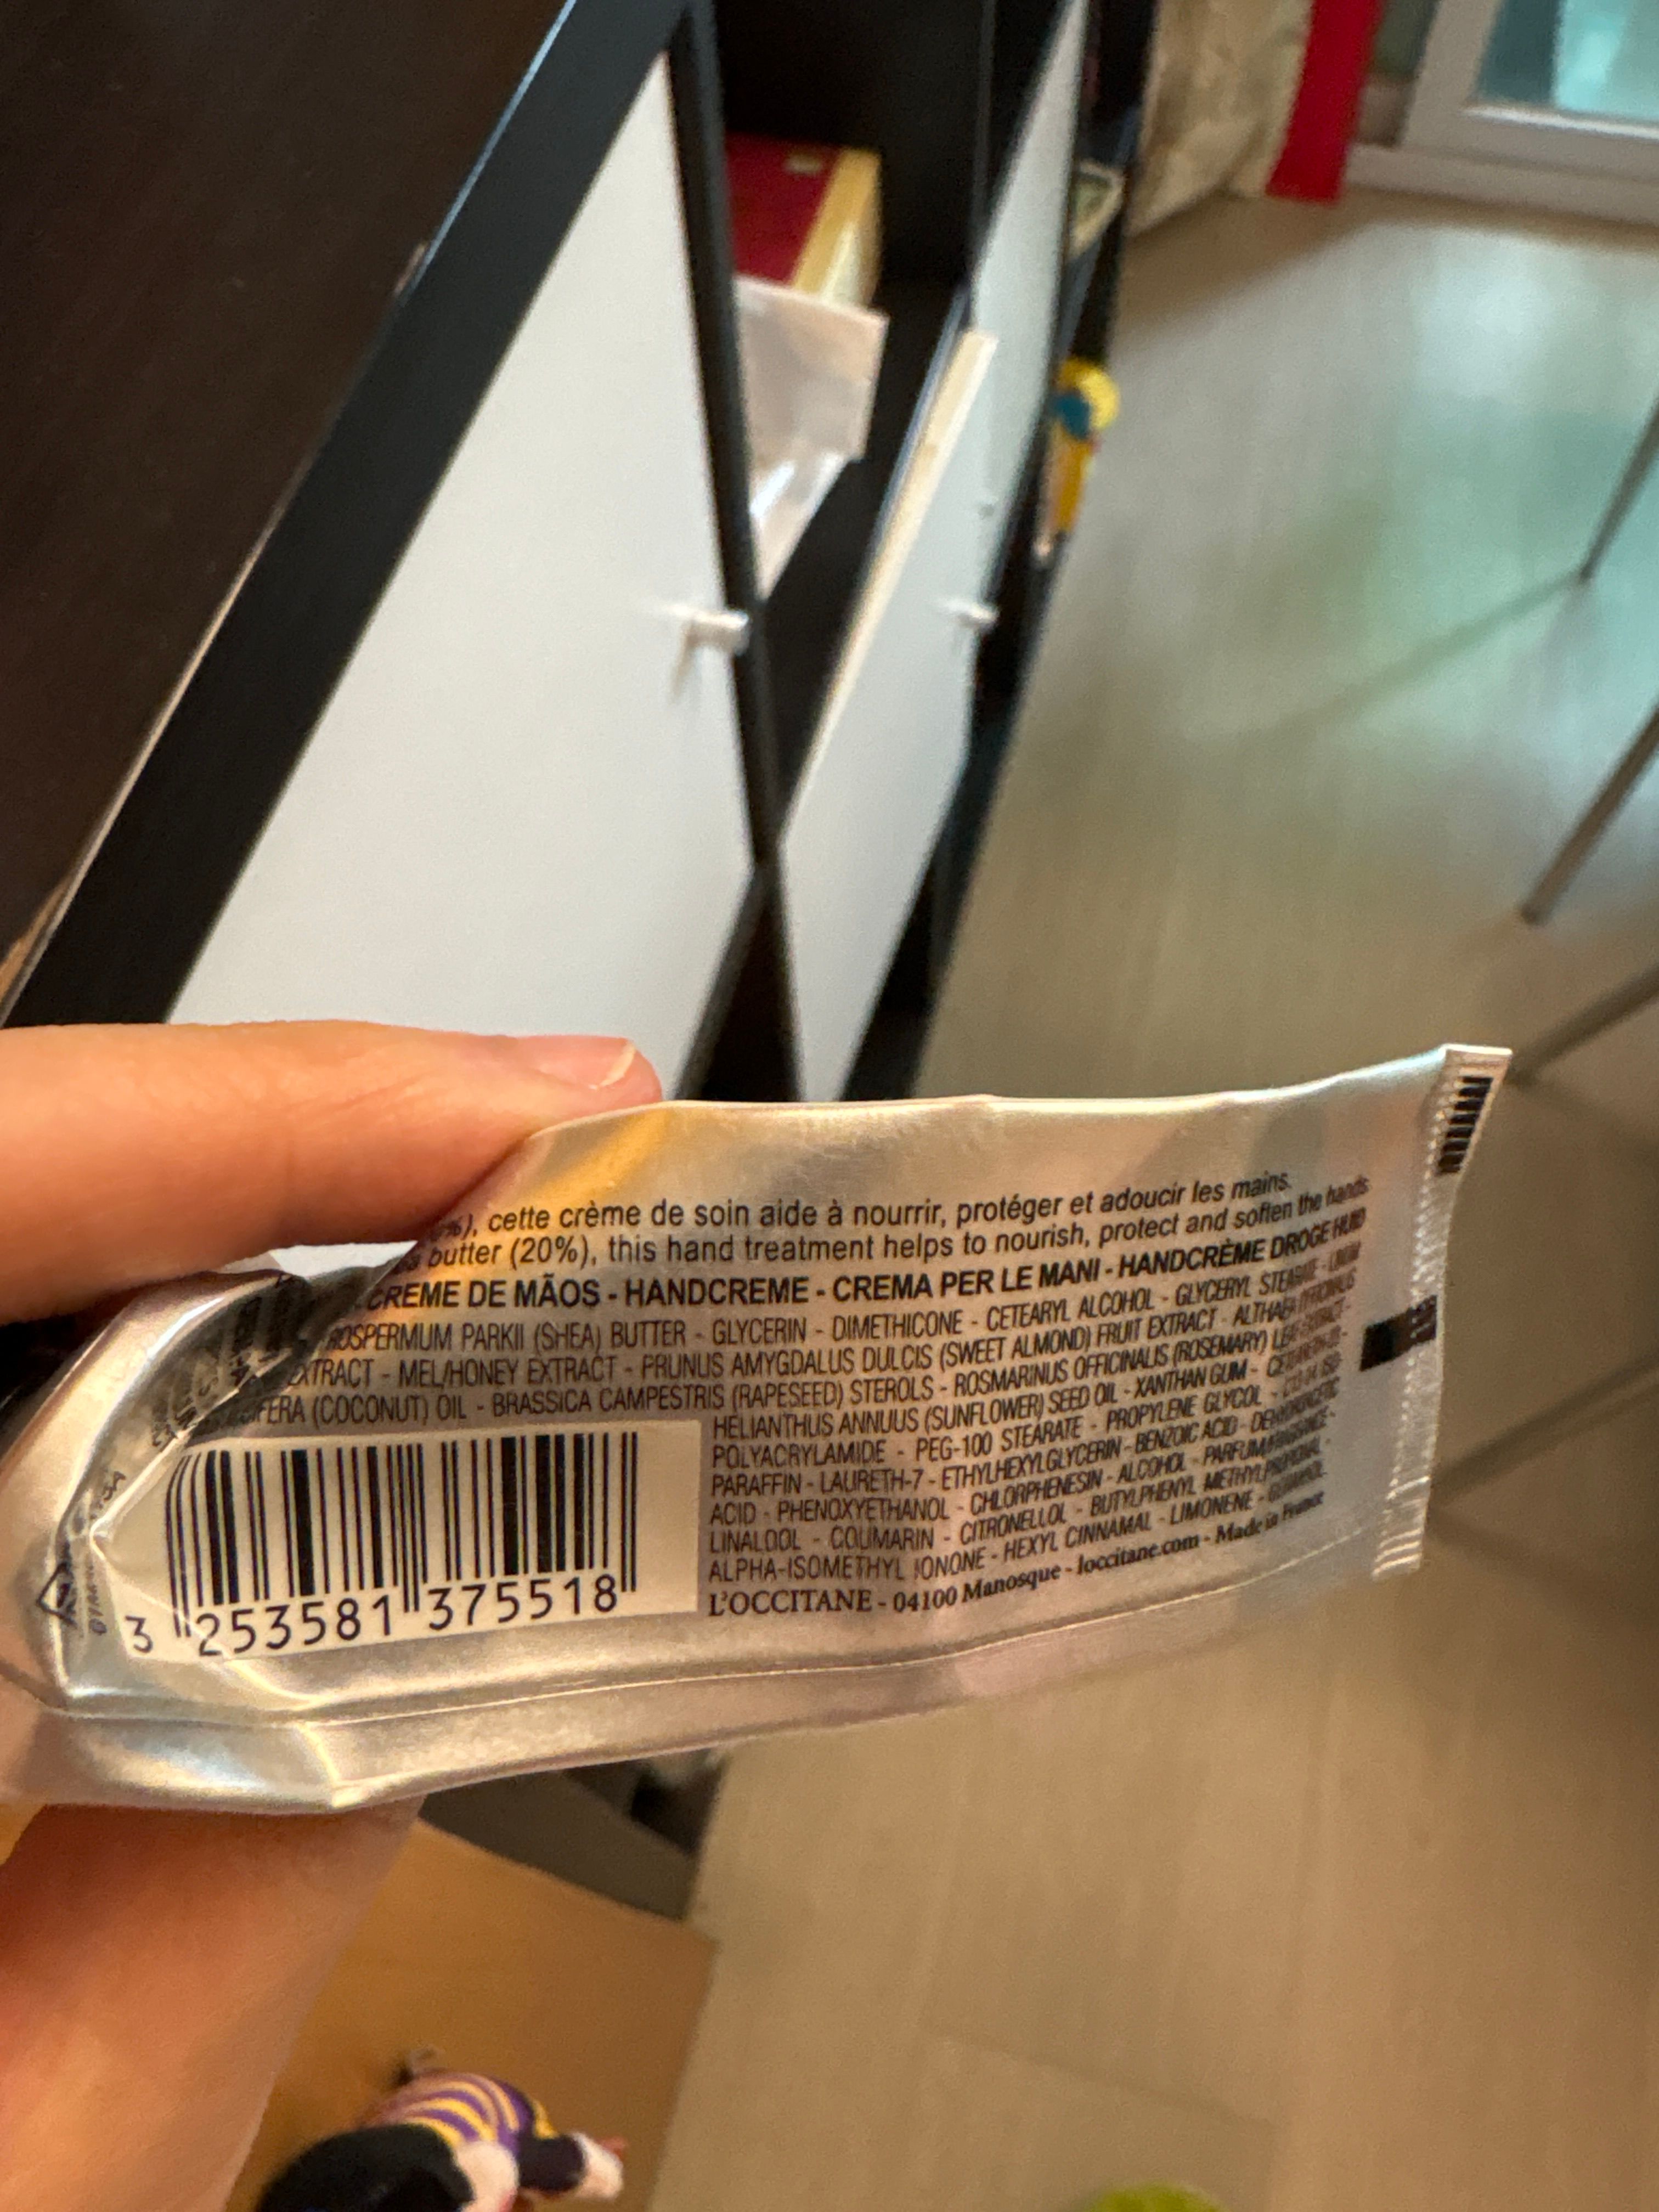 cette crème de soin aide à nourrir, protéger et adoucir les mains.
butter (20%), this hand treatment helps to nourish, protect and soften the hands
CREME DE MÃOS - HANDCREME - CREMA PER LE MANI - HANDCRÈME DROGE HUID
PARKII (SHEA) BUTTER - GLYCERIN - DIMETHICONE - CETEARYL ALCOHOL - GLYCERYL STEARATE -
EXTRACT - MEL/HONEY EXTRACT - PRUNUS AMYGDALUS DULCIS (SWEET ALMOND) FRUIT EXTRACT - ALTHAEA OFFICINALIS
(COCONUT) OIL - BRASSICA CAMPESTRIS (RAPESEED) STEROLS - ROSMARINUS OFFICINALIS (ROSEMARY) LEAF EXTRACT -
HELIANTHUS ANNUUS (SUNFLOWER) SEED OIL - XANTHAN GUM -
POLYACRYLAMIDE - PEG-100 STEARATE - PROPYLENE GLYCOL -
PARAFFIN - LAURETH-7 - ETHYLHEXYLGLYCERIN - BENZOIC ACID - DEHYDROACETIC
ACID - PHENOXYETHANOL - CHLORPHENESIN - ALCOHOL - PARFUM/FRAGRANCE -
LINALOOL - COUMARIN - CITRONELLOL - BUTYLPHENYL METHYLPROPIONAL -
ALPHA-ISOMETHYL IONONE - HEXYL CINNAMAL - LIMONENE - GERANIOL
L'OCCITANE - 04100 Manosque - loccitane.com - Made in France
3 253581 375518